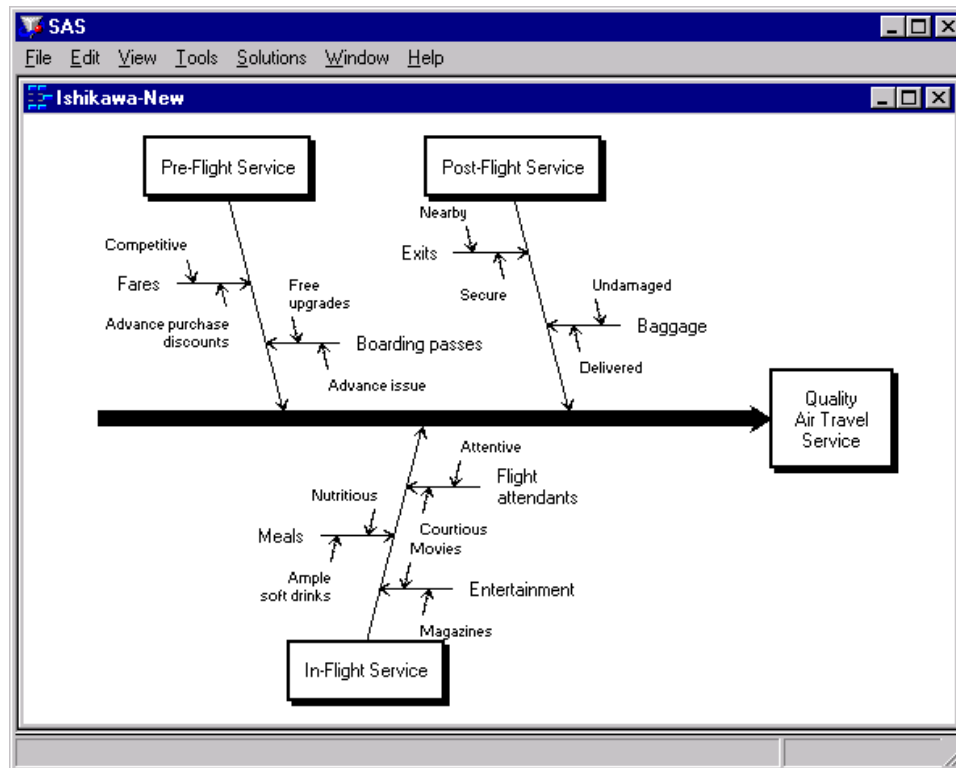 SAS
File Edit View Tools Solutions Window Help
Ishikawa-New
Pre-Flight Service
Post-Flight Service
Nearby
Competitive
Exits
Fares
Free
upgrades
Secure
Undamaged
Advance purchase
discounts
Boarding passes
Baggage
Advance issue
Delivered
Quality
Air Travel
Service
Attentive
Nutritious
Flight
attendants
Meals
Courtious
Movies
Ample
soft drinks
Entertainment
Magazines
In-Flight Service